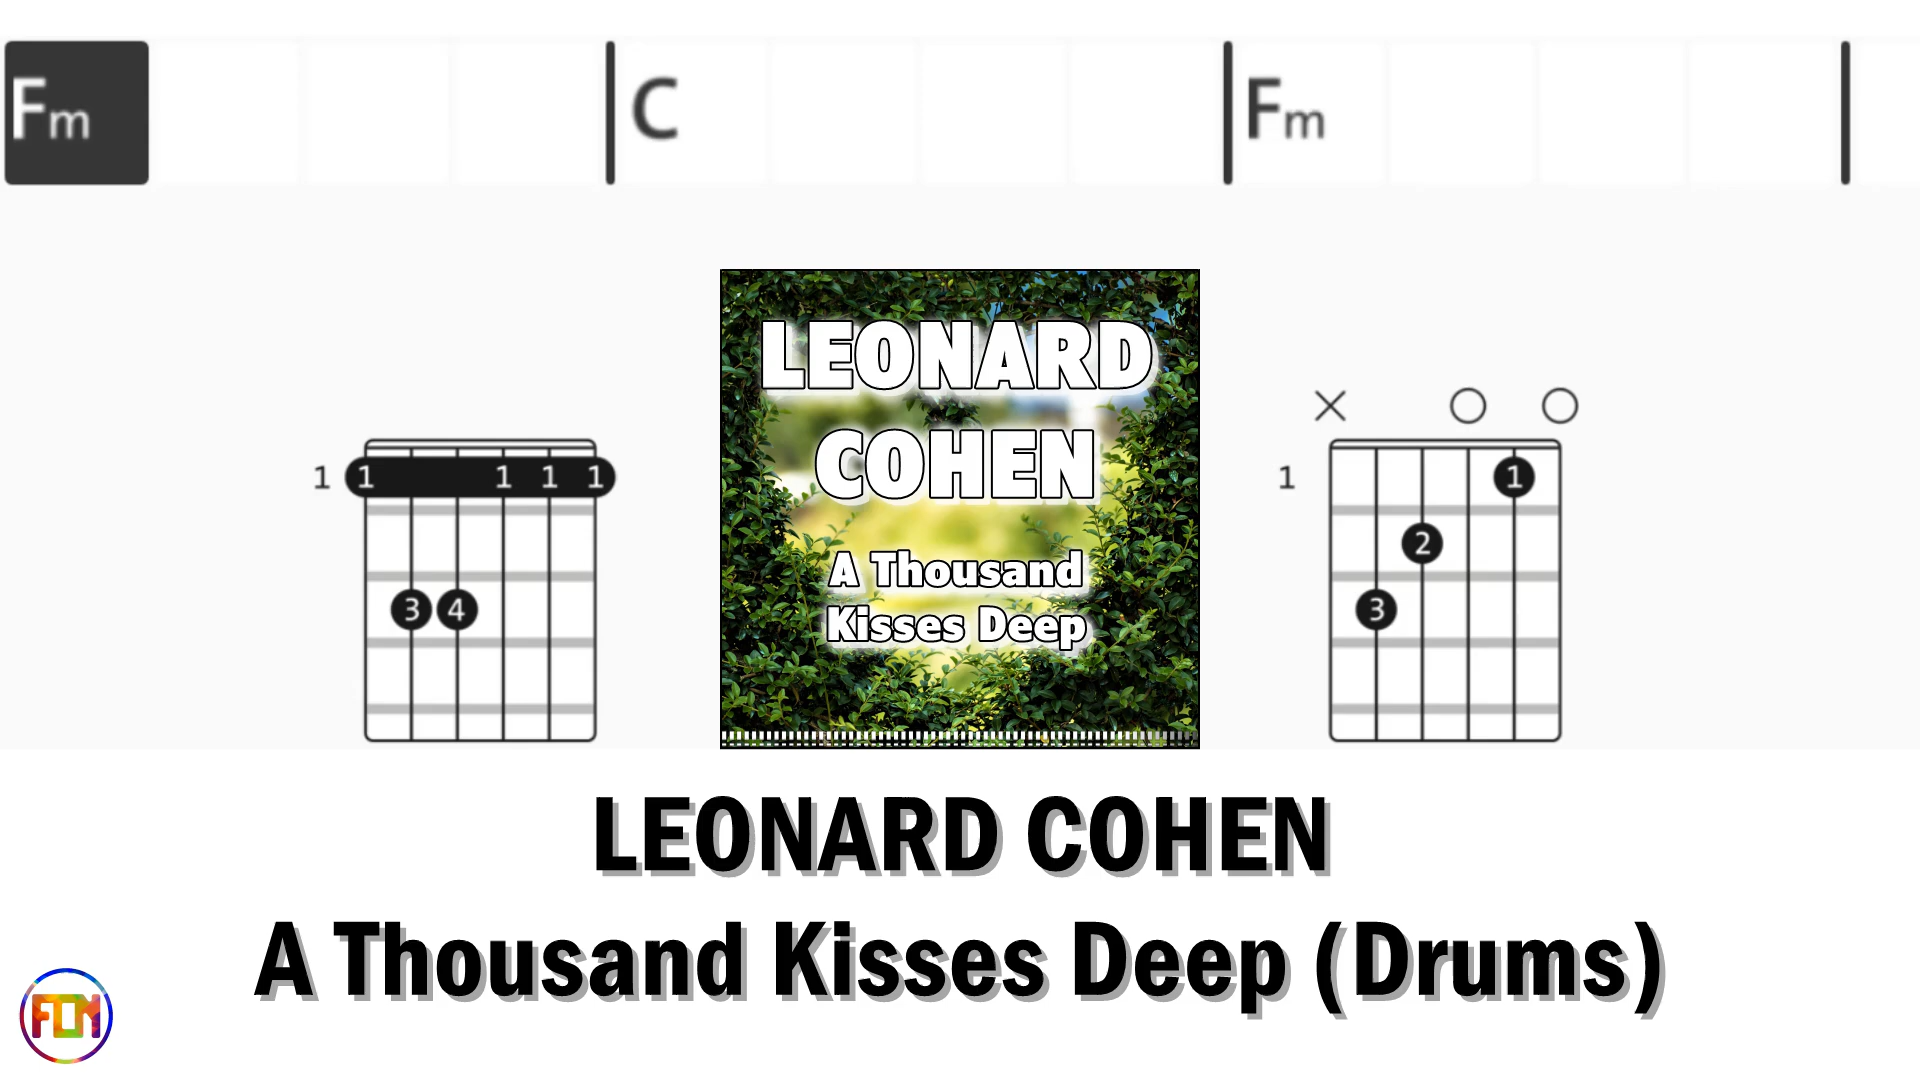 Fm C Fm
LEONARD
COHEN
A Thousand
Kisses Deep
1 1 1 1 1
3 4
1 1
2
3
LEONARD COHEN
A Thousand Kisses Deep (Drums)
FCM